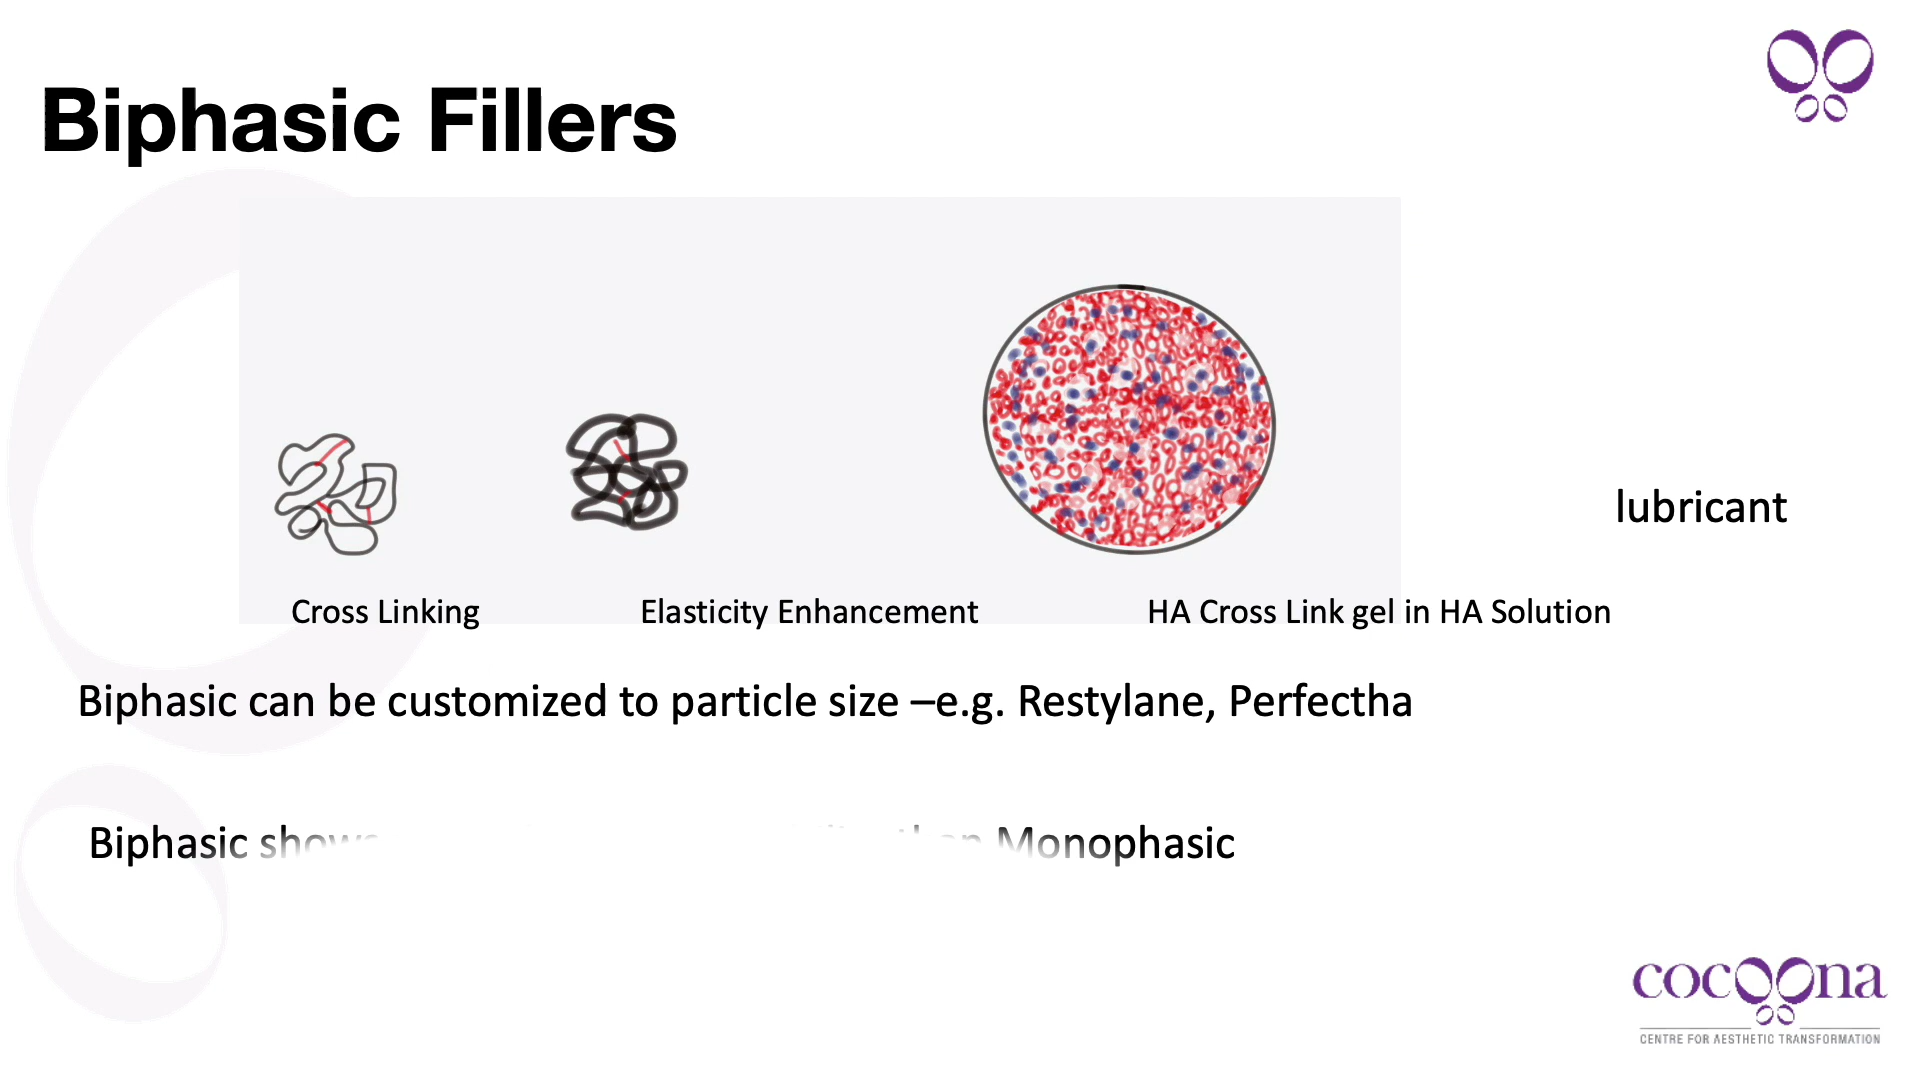 Biphasic Fillers
lubricant
Cross Linking
Elasticity Enhancement
HA Cross Link gel in HA Solution
Biphasic can be customized to particle size –e.g. Restylane, Perfectha
Biphasic shows than Monophasic
cocoona
CENTRE FOR AESTHETIC TRANSFORMATION